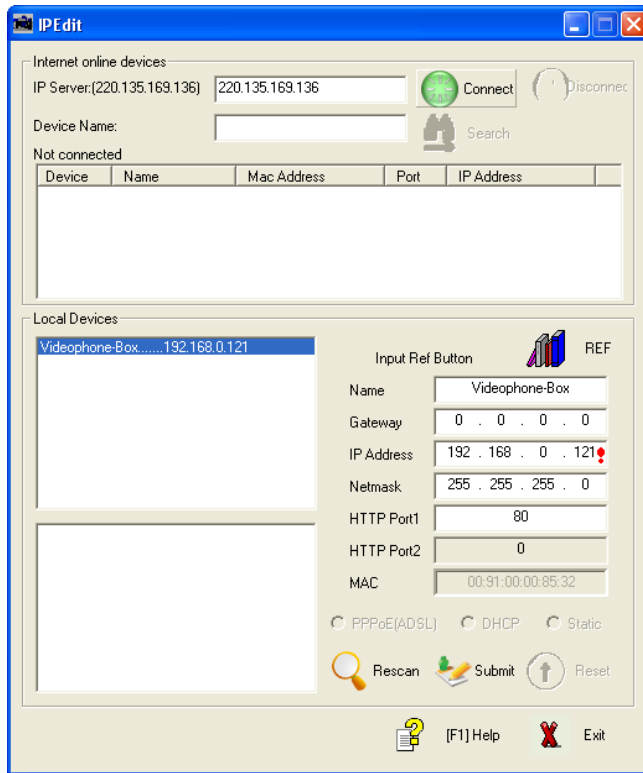 IPEdit
Internet online devices
IP Server:(220.135.169.136) 220.135.169.136 Connect Disconnec
Device Name: Search
Not connected
Device Name Mac Address Port IP Address
Local Devices
Videophone-Box.......192.168.0.121
Input Ref Button REF
Name Videophone-Box
Gateway 0 . 0 . 0 . 0
IP Address 192 . 168 . 0 . 121
Netmask 255 . 255 . 255 . 0
HTTP Port1 80
HTTP Port2 0
MAC 00:91:00:00:85:32
PPPoE(ADSL) DHCP Static
Rescan Submit Reset
[F1] Help Exit